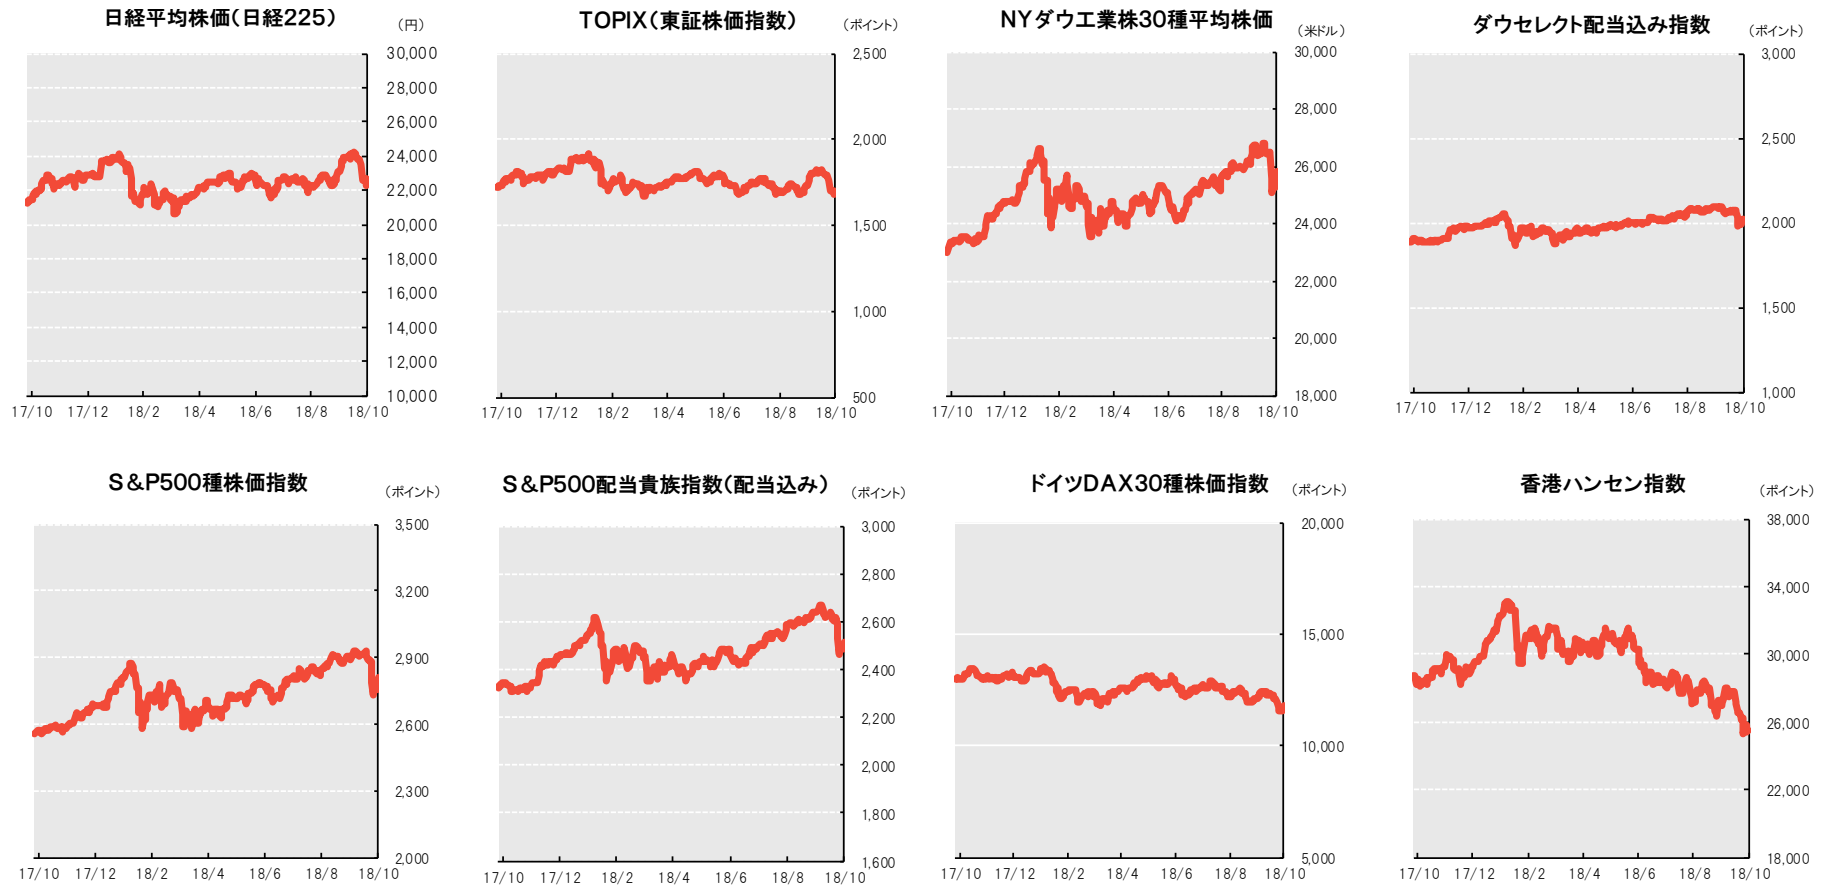 日経平均株価（日経225）
（円）
30,000
28,000
26,000
24,000
22,000
20,000
18,000
16,000
14,000
12,000
10,000
17/10 17/12 18/2 18/4 18/6 18/8 18/10
TOPIX（東証株価指数）
（ポイント）
2,500
2,000
1,500
1,000
500
17/10 17/12 18/2 18/4 18/6 18/8 18/10
NYダウ工業株30種平均株価
（米ドル）
30,000
28,000
26,000
24,000
22,000
20,000
18,000
17/10 17/12 18/2 18/4 18/6 18/8 18/10
ダウセレクト配当込み指数
（ポイント）
3,000
2,500
2,000
1,500
1,000
17/10 17/12 18/2 18/4 18/6 18/8 18/10
S&P500種株価指数
（ポイント）
3,500
3,200
2,900
2,600
2,300
2,000
17/10 17/12 18/2 18/4 18/6 18/8 18/10
S&P500配当貴族指数（配当込み）
（ポイント）
3,000
2,800
2,600
2,400
2,200
2,000
1,800
1,600
17/10 17/12 18/2 18/4 18/6 18/8 18/10
ドイツDAX30種株価指数
（ポイント）
20,000
15,000
10,000
5,000
17/10 17/12 18/2 18/4 18/6 18/8 18/10
香港ハンセン指数
（ポイント）
38,000
34,000
30,000
26,000
22,000
18,000
17/10 17/12 18/2 18/4 18/6 18/8 18/10